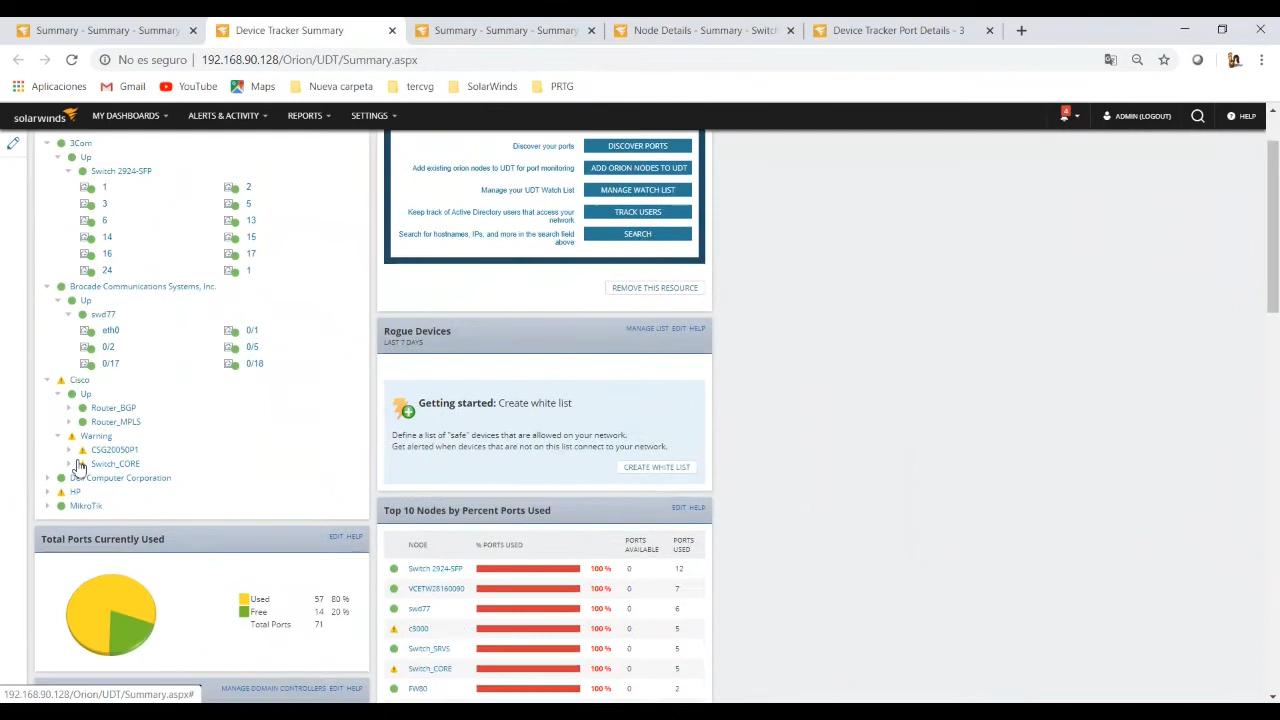 Summary - Summary - Summary
Device Tracker Summary
Summary - Summary - Summary
Node Details - Summary - Switch
Device Tracker Port Details - 3
No es seguro
192.168.90.128/Orion/UDT/Summary.aspx
Aplicaciones
Gmail
YouTube
Maps
Nueva carpeta
tercvg
SolarWinds
PRTG
solarwinds
MY DASHBOARDS
ALERTS & ACTIVITY
REPORTS
SETTINGS
4
ADMIN (LOGOUT)
HELP
3Com
Up
Switch 2924-SFP
1 2
3 5
6 13
14 15
16 17
24 1
Brocade Communications Systems, Inc.
Up
swd77
eth0 0/1
0/2 0/5
0/17 0/18
Cisco
Up
Router_BGP
Router_MPLS
Warning
CSG20050P1
Switch_CORE
Computer Corporation
HP
MikroTik
Total Ports Currently Used
EDIT HELP
Used 57 80 %
Free 14 20 %
Total Ports 71
MANAGE DOMAIN CONTROLLERS EDIT HELP
192.168.90.128/Orion/UDT/Summary.aspx#
Discover your ports
DISCOVER PORTS
Add existing orion nodes to UDT for port monitoring
ADD ORION NODES TO UDT
Manage your UDT Watch List
MANAGE WATCH LIST
Keep track of Active Directory users that access your
network
TRACK USERS
Search for hostnames, IPs, and more in the search field
above
SEARCH
REMOVE THIS RESOURCE
Rogue Devices
LAST 7 DAYS
MANAGE LIST EDIT HELP
Getting started: Create white list
Define a list of "safe" devices that are allowed on your network.
Get alerted when devices that are not on this list connect to your network.
CREATE WHITE LIST
Top 10 Nodes by Percent Ports Used
EDIT HELP
NODE
% PORTS USED
PORTS
AVAILABLE
PORTS
USED
Switch 2924-SFP 100 % 0 12
VCETW28160090 100 % 0 7
swd77 100 % 0 6
c3000 100 % 0 5
Switch_SRVS 100 % 0 5
Switch_CORE 100 % 0 5
FW80 100 % 0 2